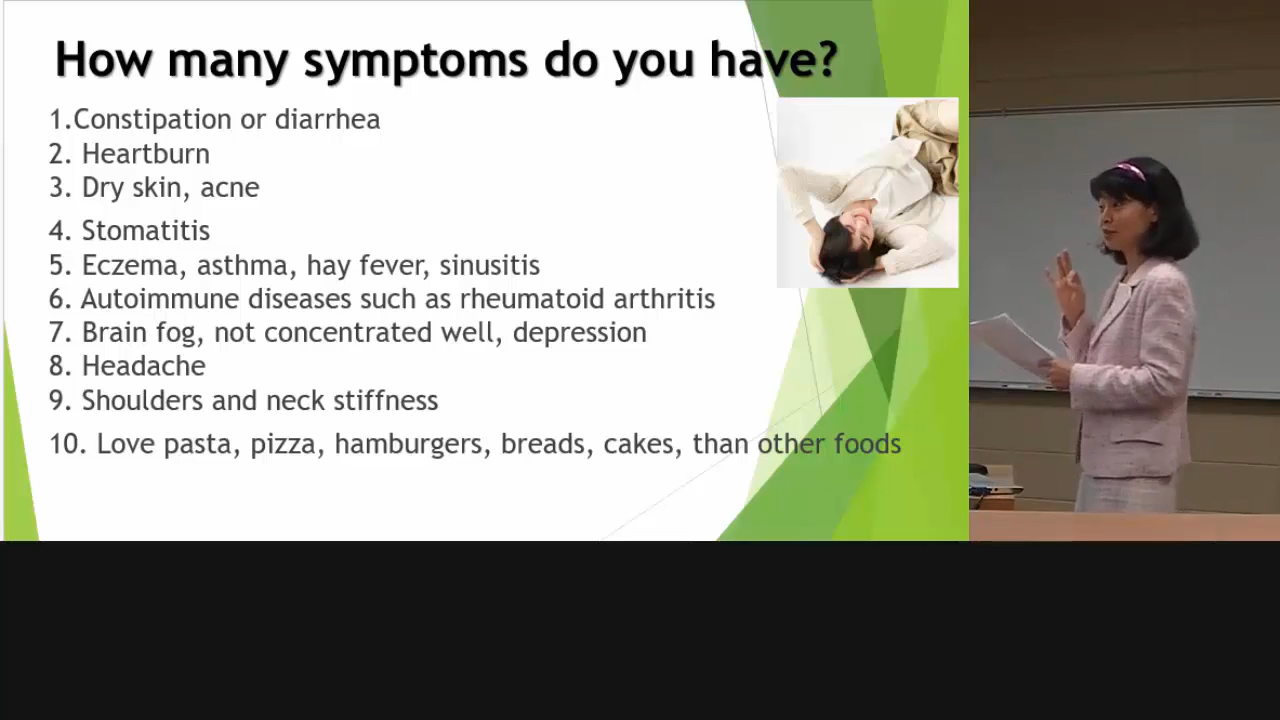 How many symptoms do you have?
1.Constipation or diarrhea
2. Heartburn
3. Dry skin, acne
4. Stomatitis
5. Eczema, asthma, hay fever, sinusitis
6. Autoimmune diseases such as rheumatoid arthritis
7. Brain fog, not concentrated well, depression
8. Headache
9. Shoulders and neck stiffness
10. Love pasta, pizza, hamburgers, breads, cakes, than other foods